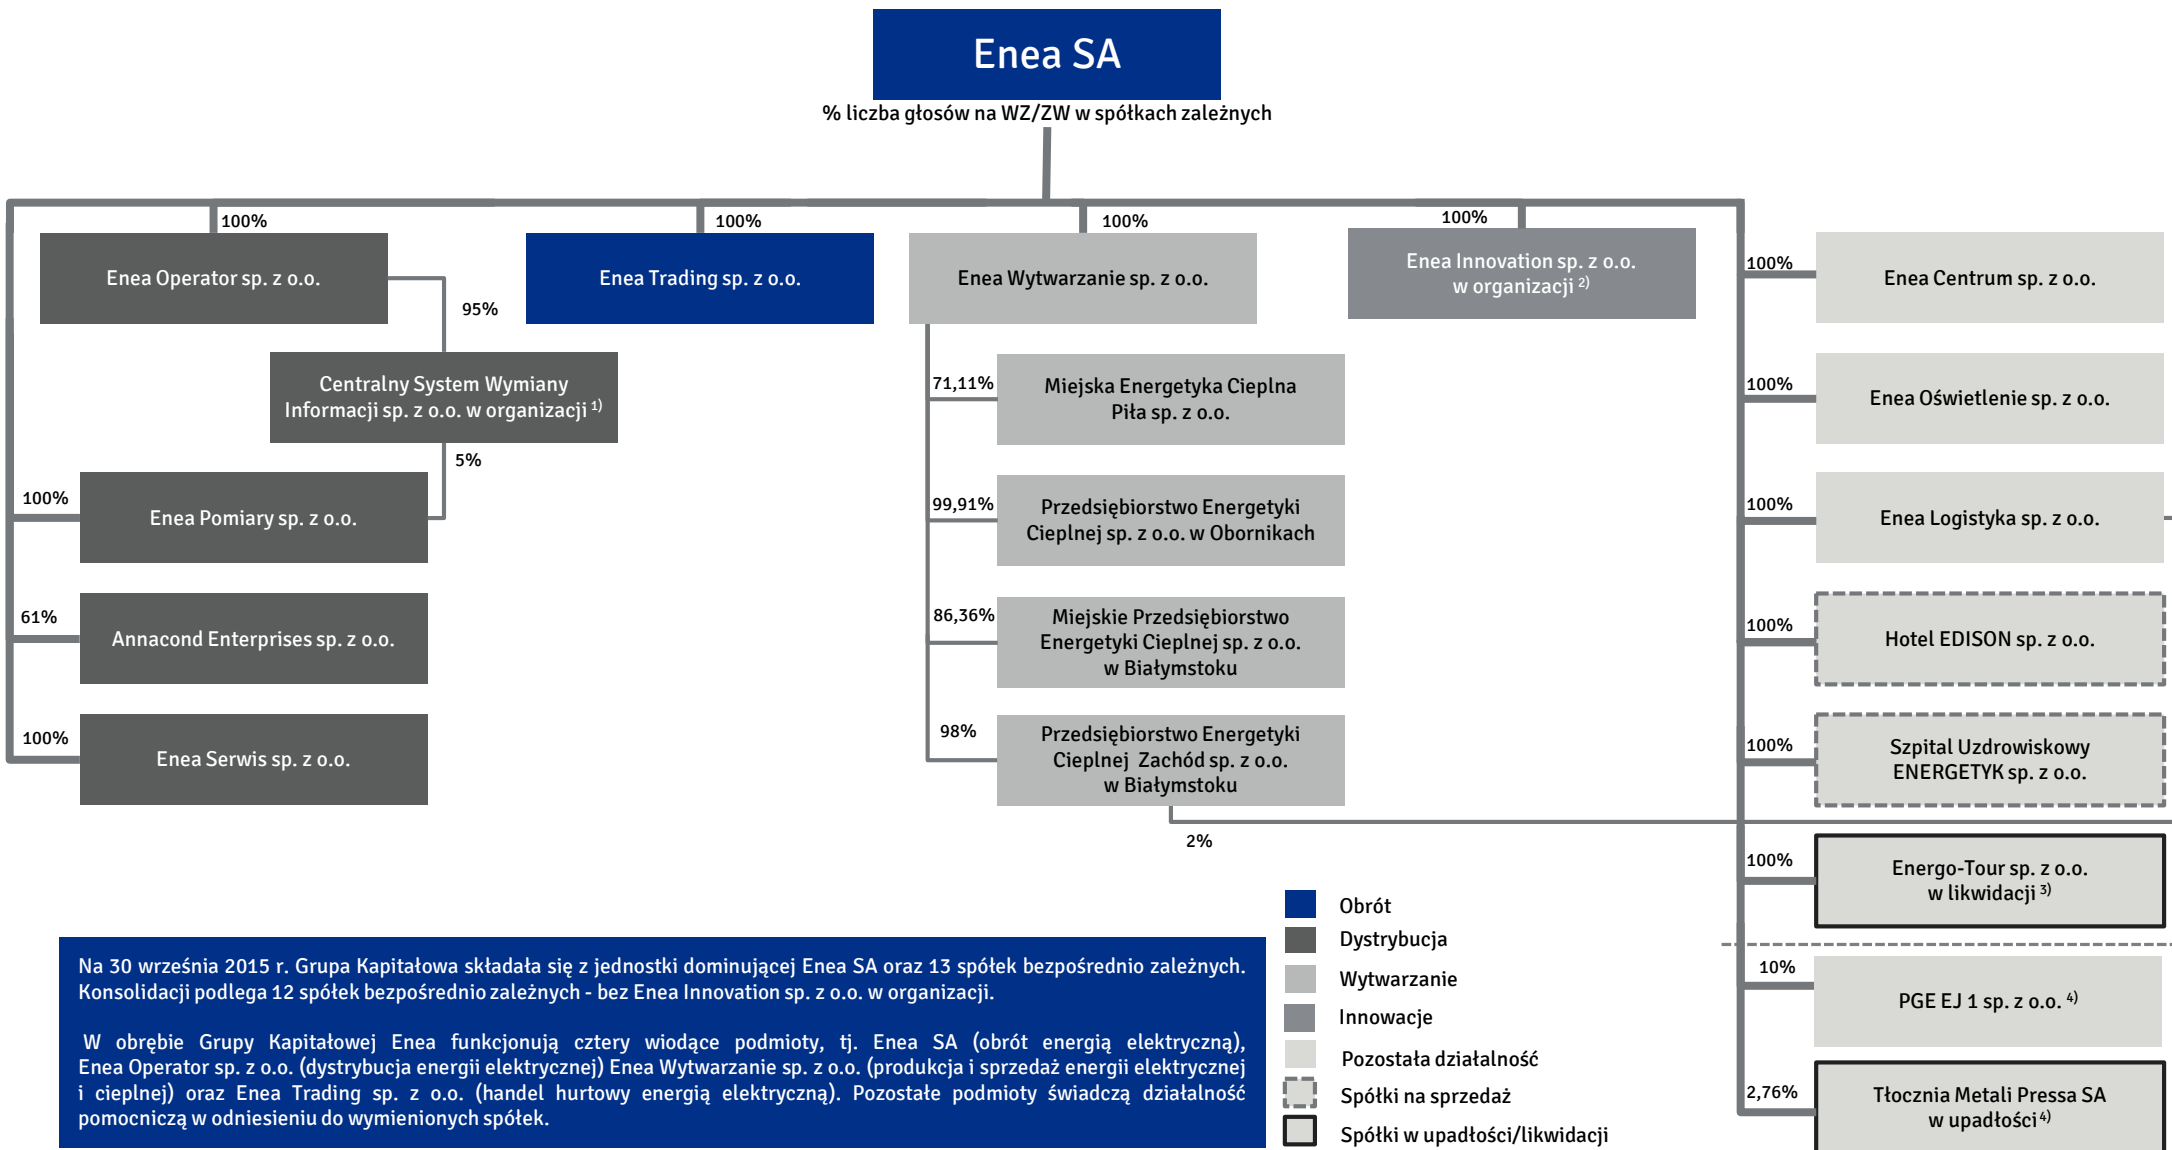 Enea SA
% liczba głosów na WZ/ZW w spółkach zależnych
100%
100%
100%
100%
Enea Operator sp. z o.o.
Enea Trading sp. z o.o.
Enea Wytwarzanie sp. z o.o.
Enea Innovation sp. z o.o.
w organizacji 2)
100%
Enea Centrum sp. z o.o.
95%
Centralny System Wymiany
Informacji sp. z o.o. w organizacji 1)
5%
71,11%
Miejska Energetyka Cieplna
Piła sp. z o.o.
100%
Enea Oświetlenie sp. z o.o.
100%
Enea Pomiary sp. z o.o.
99,91%
Przedsiębiorstwo Energetyki
Cieplnej sp. z o.o. w Obornikach
100%
Enea Logistyka sp. z o.o.
61%
Annacond Enterprises sp. z o.o.
86,36%
Miejskie Przedsiębiorstwo
Energetyki Cieplnej sp. z o.o.
w Białymstoku
100%
Hotel EDISON sp. z o.o.
100%
Enea Serwis sp. z o.o.
98%
Przedsiębiorstwo Energetyki
Cieplnej Zachód sp. z o.o.
w Białymstoku
2%
100%
Szpital Uzdrowiskowy
ENERGETYK sp. z o.o.
100%
Energo-Tour sp. z o.o.
w likwidacji 3)
10%
PGE EJ 1 sp. z o.o. 4)
2,76%
Tłocznia Metali Pressa SA
w upadłości 4)
Obrót
Dystrybucja
Wytwarzanie
Innowacje
Pozostała działalność
Spółki na sprzedaż
Spółki w upadłości/likwidacji
Na 30 września 2015 r. Grupa Kapitałowa składała się z jednostki dominującej Enea SA oraz 13 spółek bezpośrednio zależnych.
Konsolidacji podlega 12 spółek bezpośrednio zależnych - bez Enea Innovation sp. z o.o. w organizacji.
W obrębie Grupy Kapitałowej Enea funkcjonują cztery wiodące podmioty, tj. Enea SA (obrót energią elektryczną),
Enea Operator sp. z o.o. (dystrybucja energii elektrycznej) Enea Wytwarzanie sp. z o.o. (produkcja i sprzedaż energii elektrycznej
i cieplnej) oraz Enea Trading sp. z o.o. (handel hurtowy energią elektryczną). Pozostałe podmioty świadczą działalność
pomocniczą w odniesieniu do wymienionych spółek.